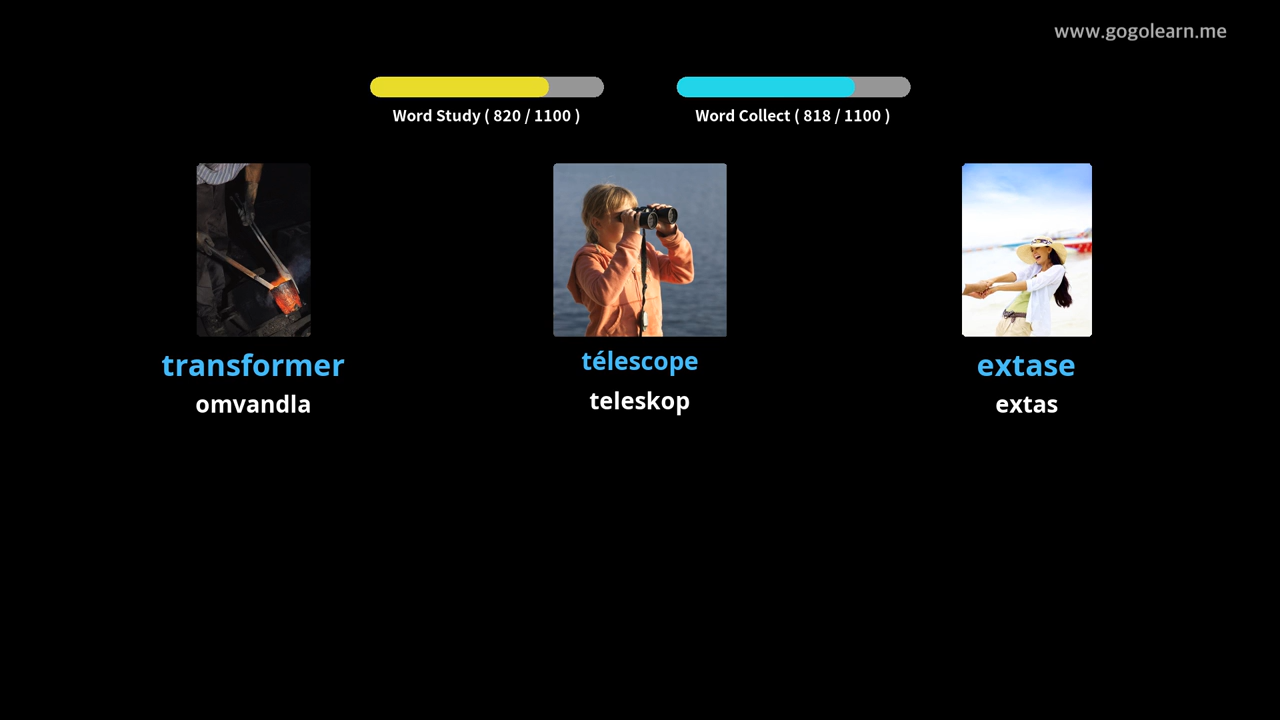 www.gogolearn.me
Word Study ( 820 / 1100 )
Word Collect ( 818 / 1100 )
transformer
omvandla
télescope
teleskop
extase
extas